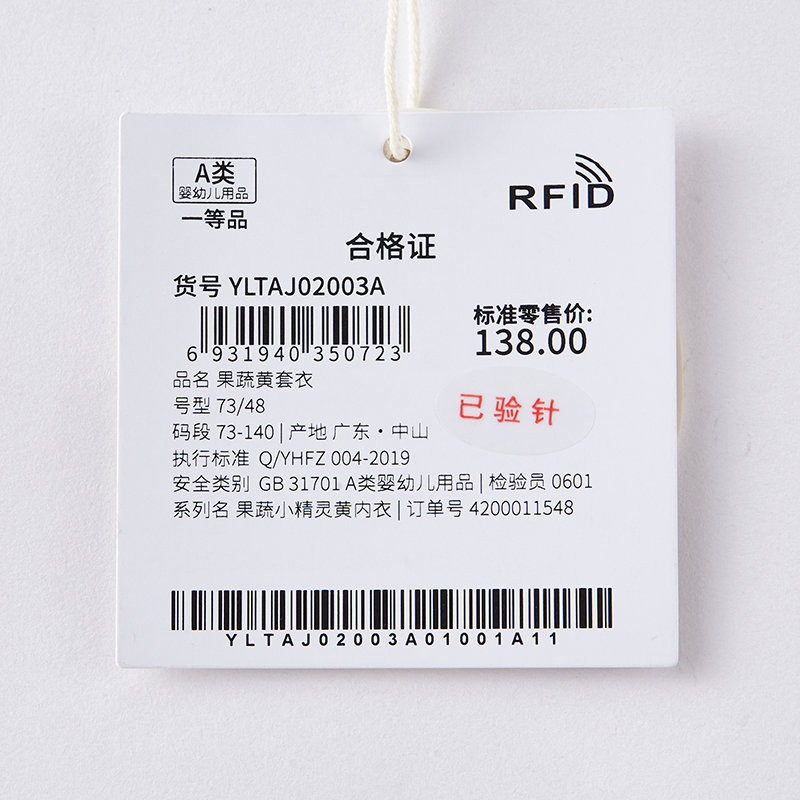 A类
婴幼儿用品
一等品
RFID
合格证
货号 YLTAJ02003A
6 931940 350723
标准零售价:
138.00
品名 果蔬黄套衣
号型 73/48
已验针
码段 73-140 | 产地 广东·中山
执行标准 Q/YHFZ 004-2019
安全类别 GB 31701 A类婴幼儿用品 | 检验员 0601
系列名 果蔬小精灵黄内衣 | 订单号 4200011548
YLTAJ02003A01001A11